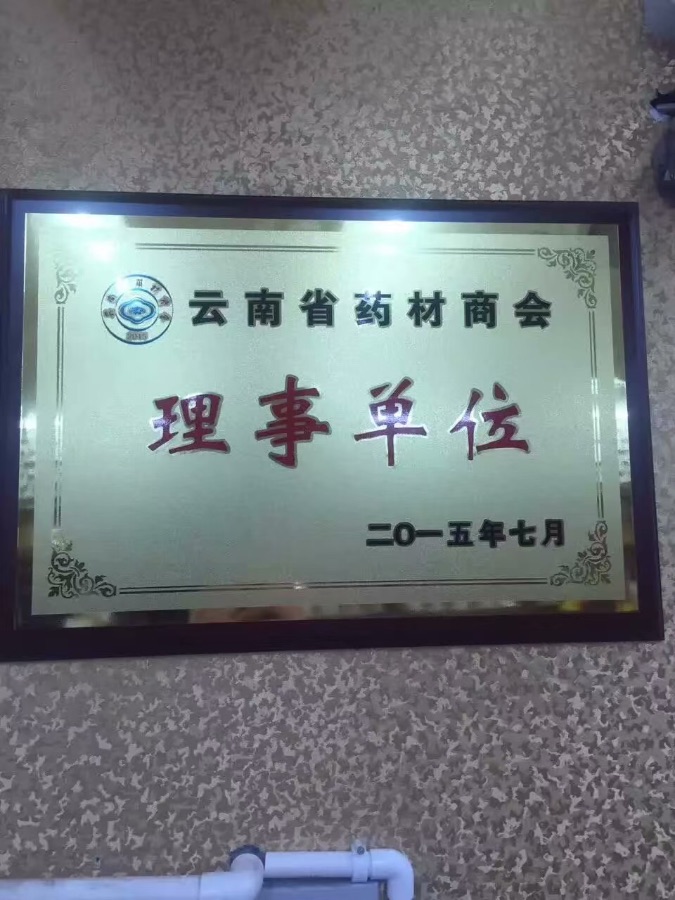 云南省药材商会
理事单位
二〇一五年七月